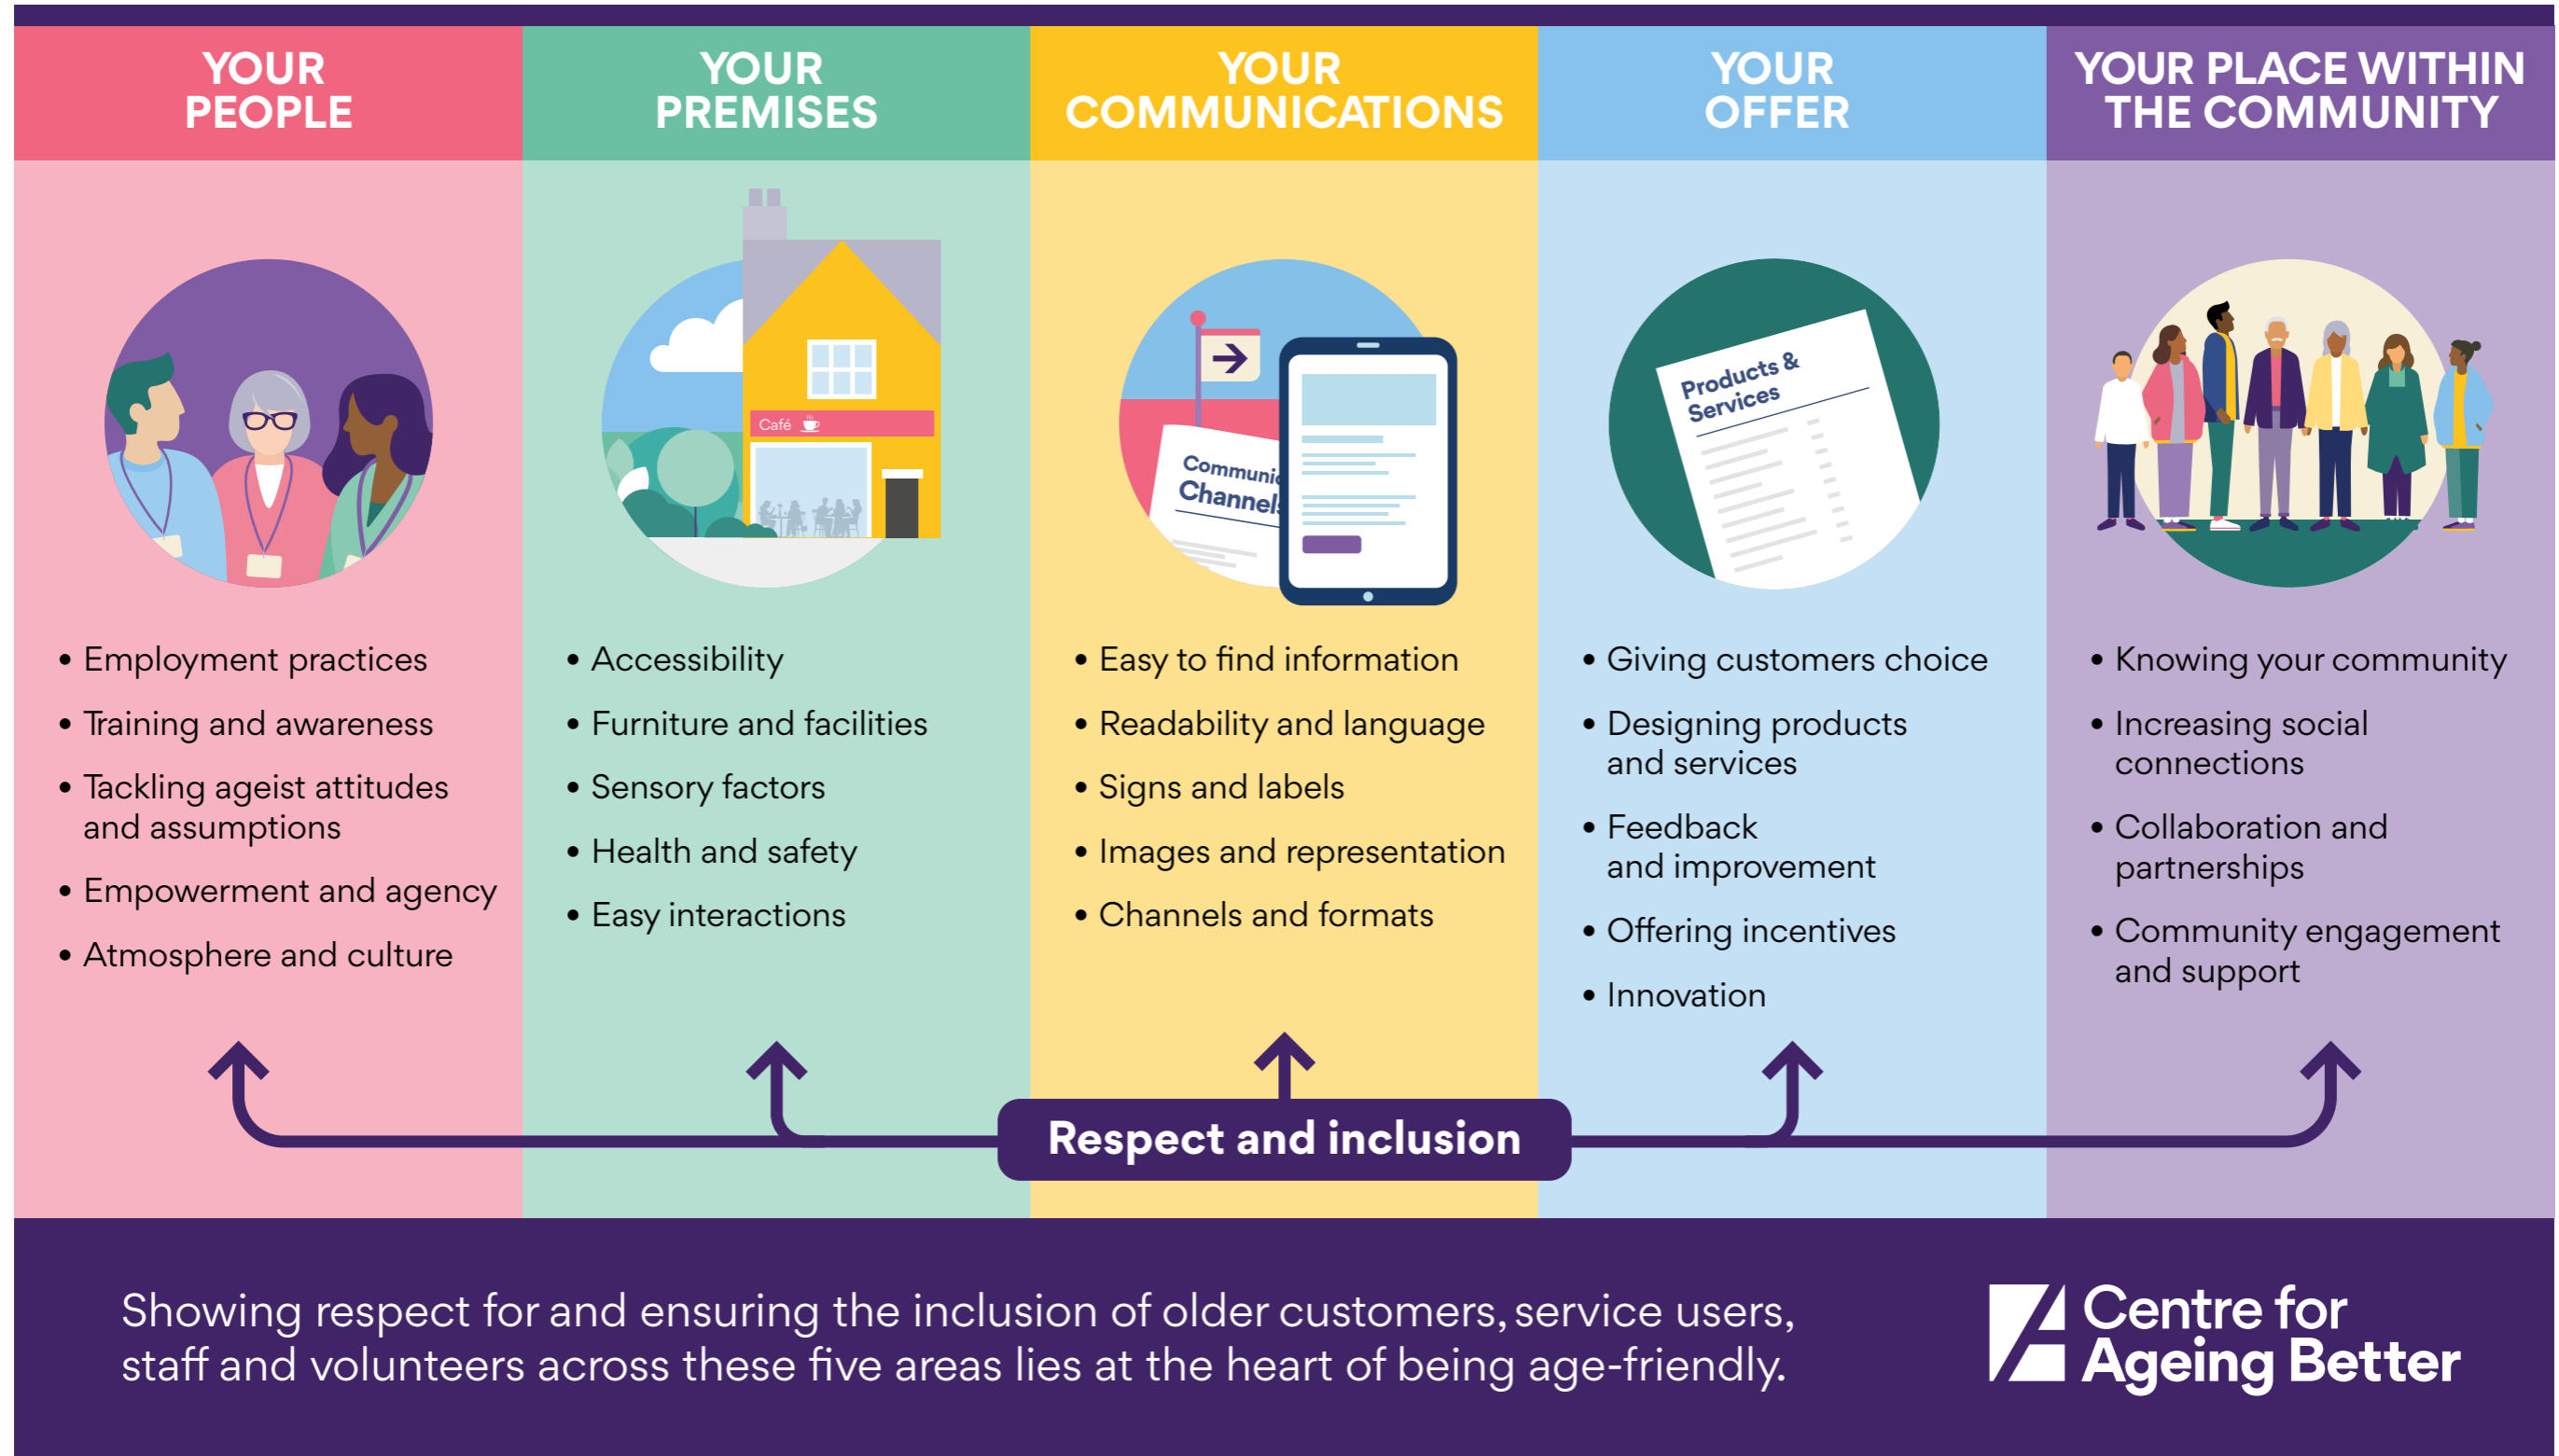 YOUR
PEOPLE
YOUR
PREMISES
YOUR
COMMUNICATIONS
YOUR
OFFER
YOUR PLACE WITHIN
THE COMMUNITY
Café
Communic
Channels
Products &
Services
• Employment practices
• Training and awareness
• Tackling ageist attitudes
and assumptions
• Empowerment and agency
• Atmosphere and culture
• Accessibility
• Furniture and facilities
• Sensory factors
• Health and safety
• Easy interactions
• Easy to find information
• Readability and language
• Signs and labels
• Images and representation
• Channels and formats
• Giving customers choice
• Designing products
and services
• Feedback
and improvement
• Offering incentives
• Innovation
• Knowing your community
• Increasing social
connections
• Collaboration and
partnerships
• Community engagement
and support
Respect and inclusion
Showing respect for and ensuring the inclusion of older customers, service users,
staff and volunteers across these five areas lies at the heart of being age-friendly.
Centre for
Ageing Better